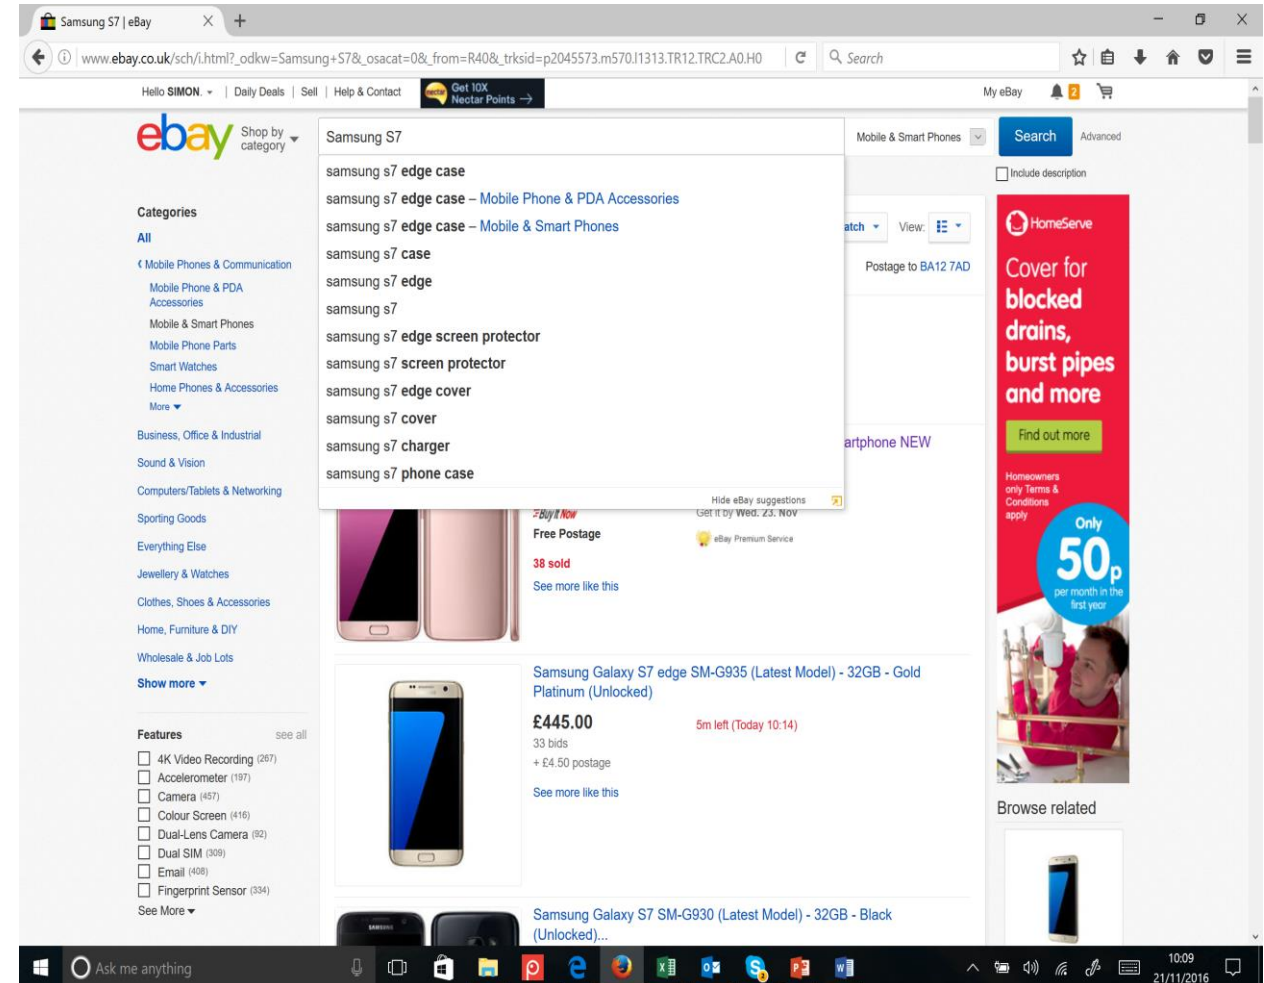 Samsung S7 | eBay
www.ebay.co.uk/sch/i.html?_odkw=Samsung+S7&_osacat=0&_from=R40&_trksid=p2045573.m570.l1313.TR12.TRC2.A0.H0
Search
Hello SIMON. | Daily Deals | Sell | Help & Contact
nectar Get 10X
Nectar Points →
My eBay 2
ebay Shop by
category
Samsung S7
Mobile & Smart Phones
Search
Advanced
Include description
samsung s7 edge case
samsung s7 edge case – Mobile Phone & PDA Accessories
samsung s7 edge case – Mobile & Smart Phones
samsung s7 case
samsung s7 edge
samsung s7
samsung s7 edge screen protector
samsung s7 screen protector
samsung s7 edge cover
samsung s7 cover
samsung s7 charger
samsung s7 phone case
Hide eBay suggestions
Categories
All
Mobile Phones & Communication
Mobile Phone & PDA
Accessories
Mobile & Smart Phones
Mobile Phone Parts
Smart Watches
Home Phones & Accessories
More
Business, Office & Industrial
Sound & Vision
Computers/Tablets & Networking
Sporting Goods
Everything Else
Jewellery & Watches
Clothes, Shoes & Accessories
Home, Furniture & DIY
Wholesale & Job Lots
Show more
Features see all
4K Video Recording (267)
Accelerometer (197)
Camera (457)
Colour Screen (416)
Dual-Lens Camera (92)
Dual SIM (309)
Email (408)
Fingerprint Sensor (334)
See More
atch View:
Postage to BA12 7AD
artphone NEW
Buy It Now
Get it by Wed. 23. Nov
Free Postage
eBay Premium Service
38 sold
See more like this
Samsung Galaxy S7 edge SM-G935 (Latest Model) - 32GB - Gold
Platinum (Unlocked)
£445.00
5m left (Today 10:14)
33 bids
+ £4.50 postage
See more like this
SAMSUNG
Samsung Galaxy S7 SM-G930 (Latest Model) - 32GB - Black
(Unlocked)...
HomeServe
Cover for
blocked
drains,
burst pipes
and more
Find out more
Homeowners
only Terms &
Conditions
apply
Only
50p
per month in the
first year
Browse related
Ask me anything
10:09
21/11/2016